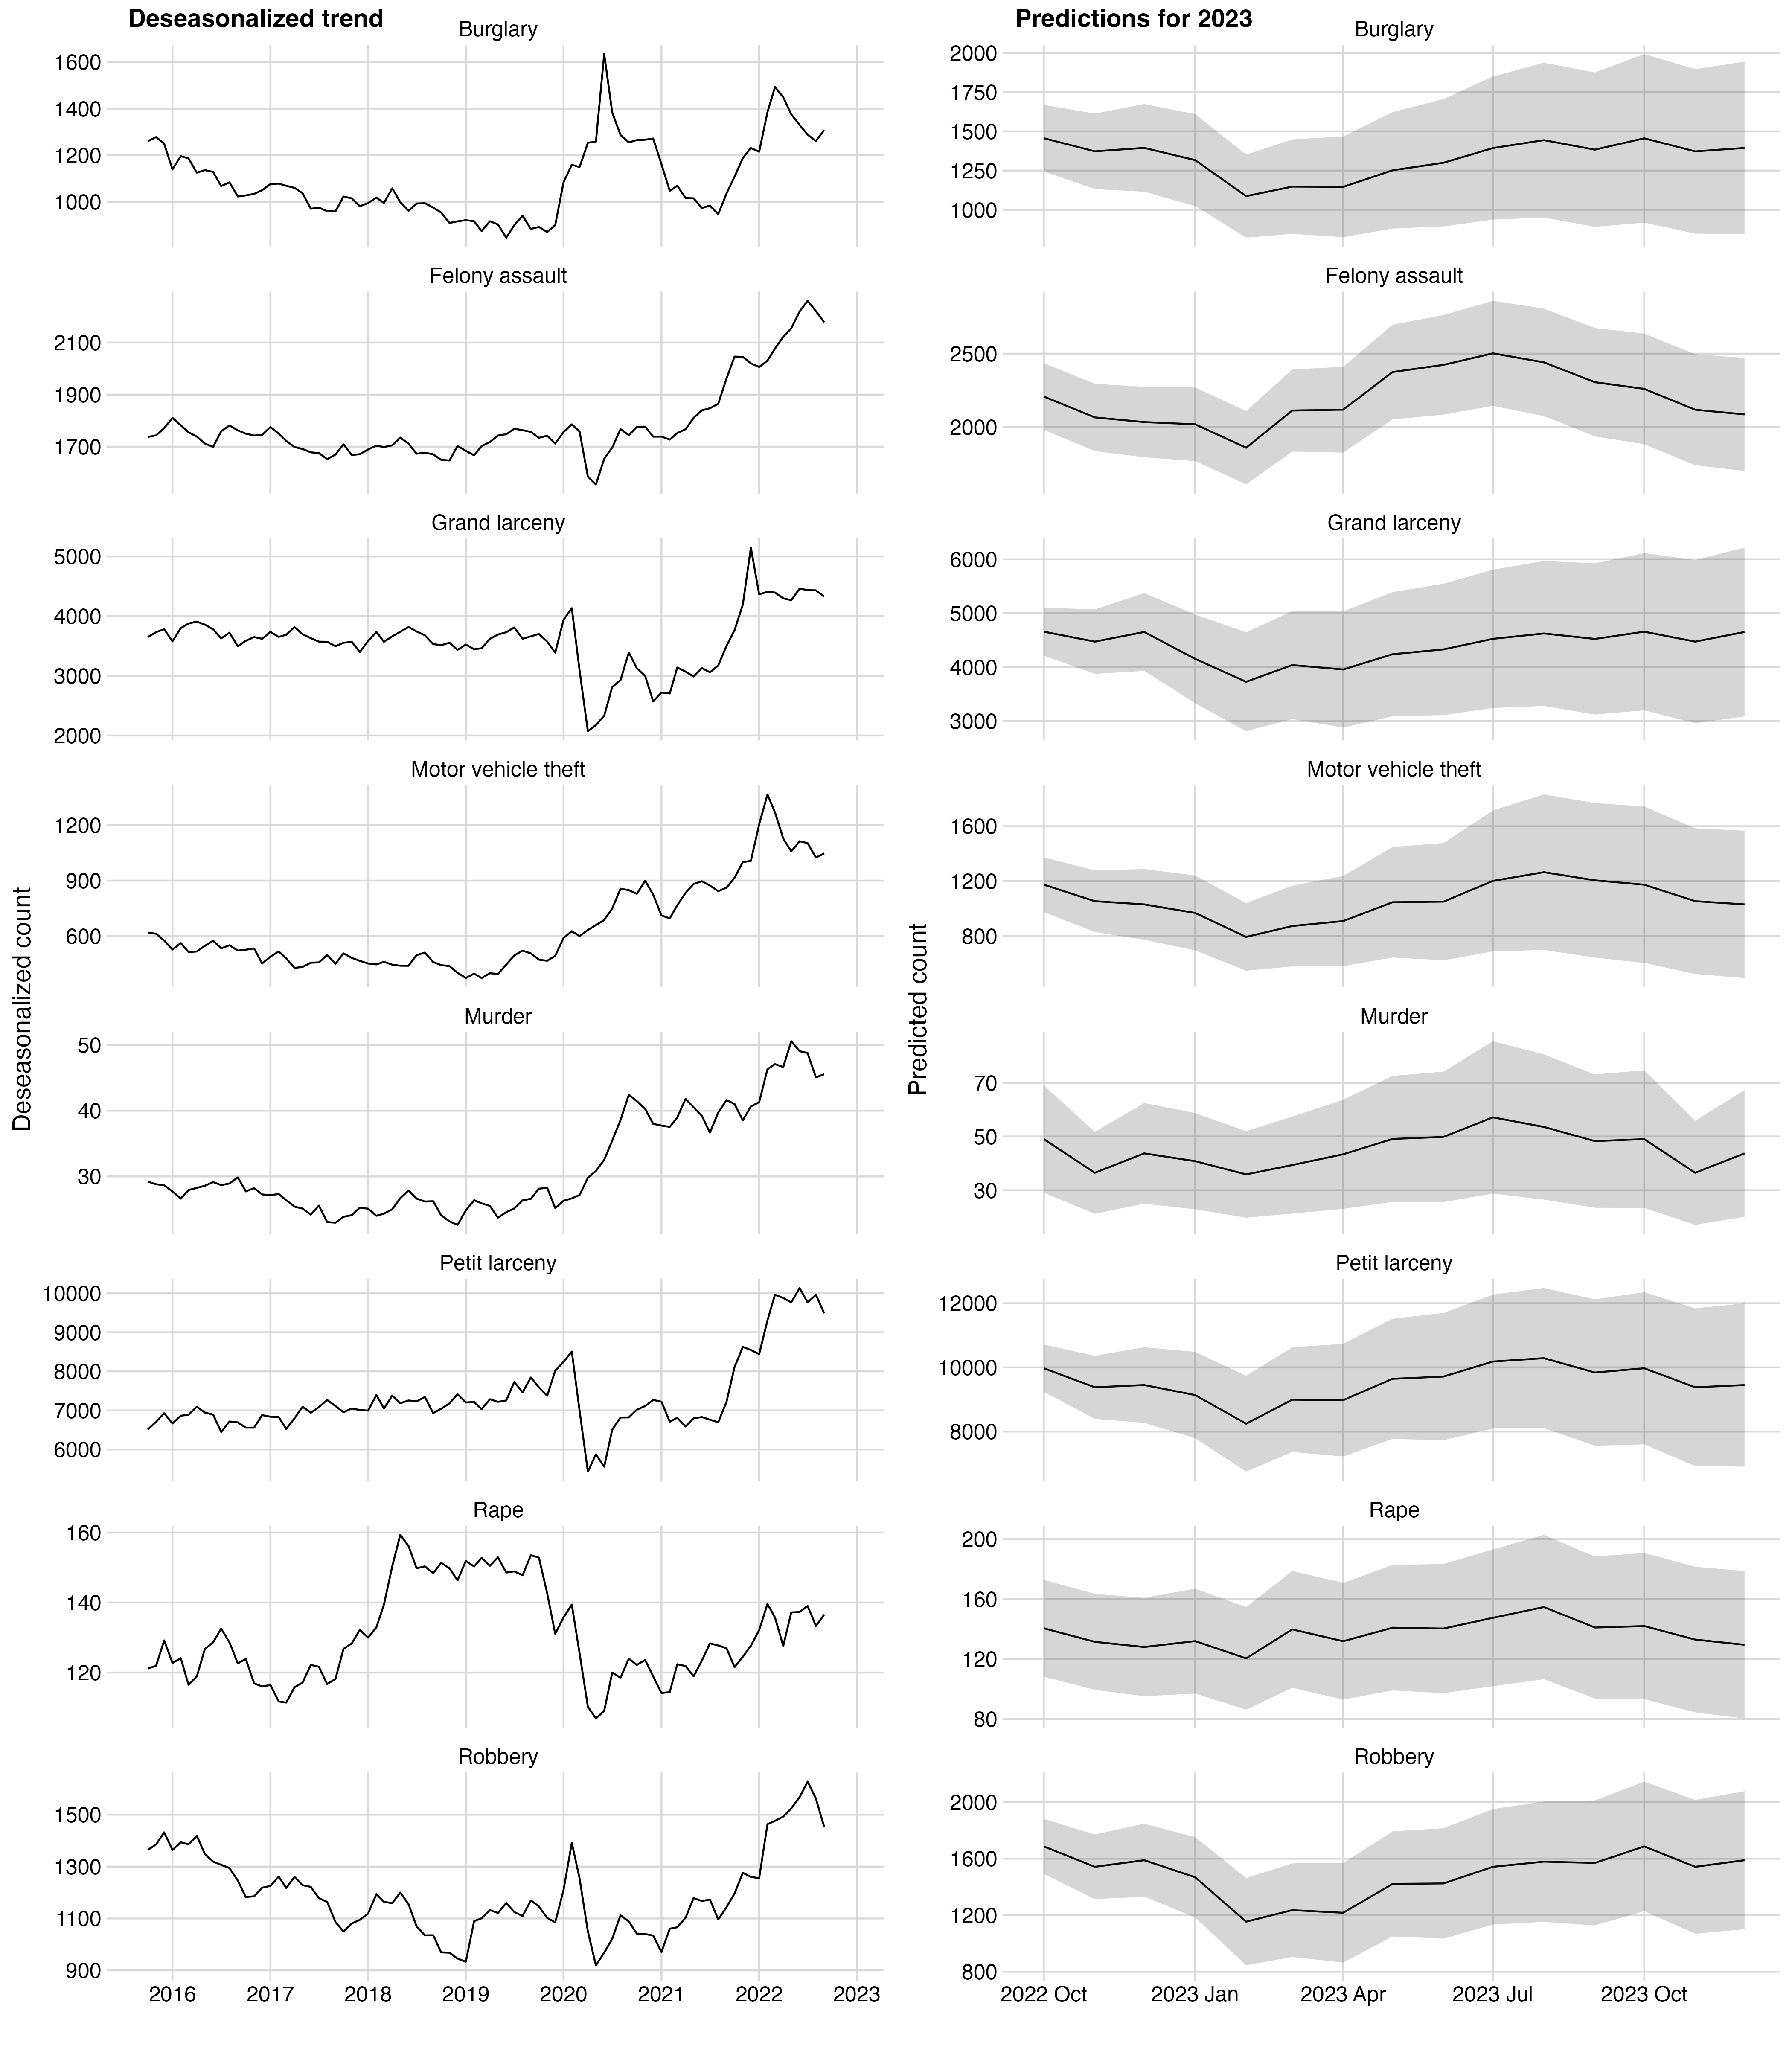 Deseasonalized trend
Burglary
1600
1400
1200
1000
Felony assault
2100
1900
1700
Grand larceny
5000
4000
3000
2000
Motor vehicle theft
1200
900
600
Murder
50
40
30
Petit larceny
10000
9000
8000
7000
6000
Rape
160
140
120
Robbery
1500
1300
1100
900
2016 2017 2018 2019 2020 2021 2022 2023
Deseasonalized count
Predictions for 2023
Burglary
2000
1750
1500
1250
1000
Felony assault
2500
2000
Grand larceny
6000
5000
4000
3000
Motor vehicle theft
1600
1200
800
Murder
70
50
30
Petit larceny
12000
10000
8000
Rape
200
160
120
80
Robbery
2000
1600
1200
800
2022 Oct 2023 Jan 2023 Apr 2023 Jul 2023 Oct
Predicted count